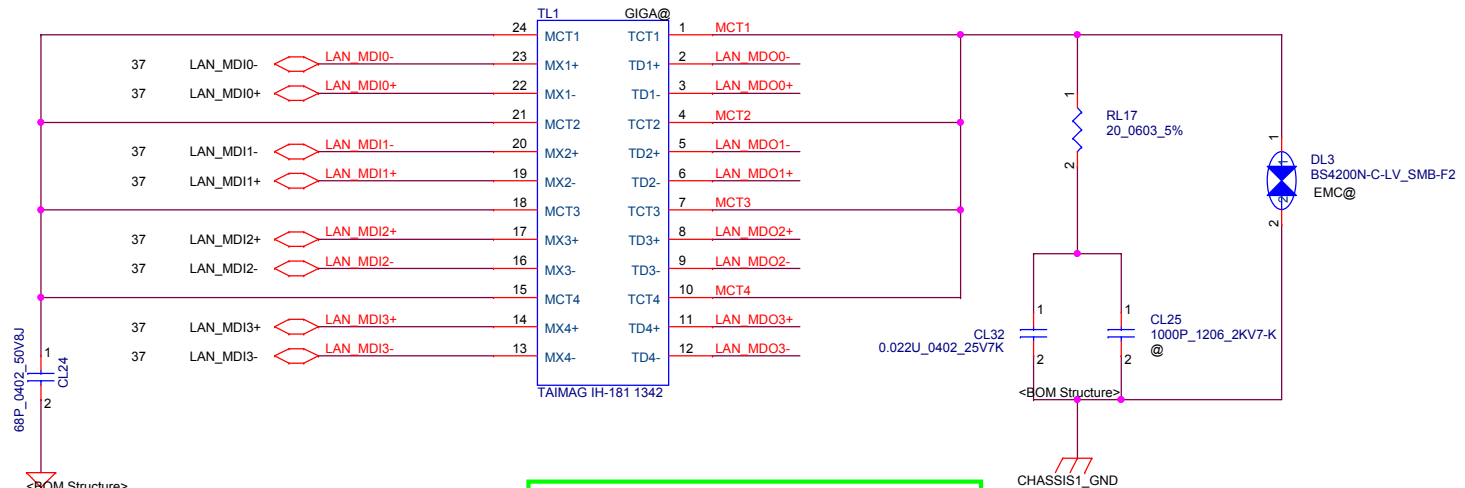 TL1 GIGA@
24 MCT1 TCT1 1 MCT1
37 LAN_MDI0- LAN_MDI0- 23 MX1+ TD1+ 2 LAN_MDO0-
37 LAN_MDI0+ LAN_MDI0+ 22 MX1- TD1- 3 LAN_MDO0+
21 MCT2 TCT2 4 MCT2
37 LAN_MDI1- LAN_MDI1- 20 MX2+ TD2+ 5 LAN_MDO1-
37 LAN_MDI1+ LAN_MDI1+ 19 MX2- TD2- 6 LAN_MDO1+
18 MCT3 TCT3 7 MCT3
37 LAN_MDI2+ LAN_MDI2+ 17 MX3+ TD3+ 8 LAN_MDO2+
37 LAN_MDI2- LAN_MDI2- 16 MX3- TD3- 9 LAN_MDO2-
15 MCT4 TCT4 10 MCT4
37 LAN_MDI3+ LAN_MDI3+ 14 MX4+ TD4+ 11 LAN_MDO3+
37 LAN_MDI3- LAN_MDI3- 13 MX4- TD4- 12 LAN_MDO3-
TAIMAG IH-181 1342
1
RL17
20_0603_5%
2
1
1
DL3
BS4200N-C-LV_SMB-F2
EMC@
2
2
1
CL32
0.022U_0402_25V7K
2
1
CL25
1000P_1206_2KV7-K
@
2
<BOM Structure>
CHASSIS1_GND
68P_0402_50V8J
1
CL24
2
<BOM Structure>